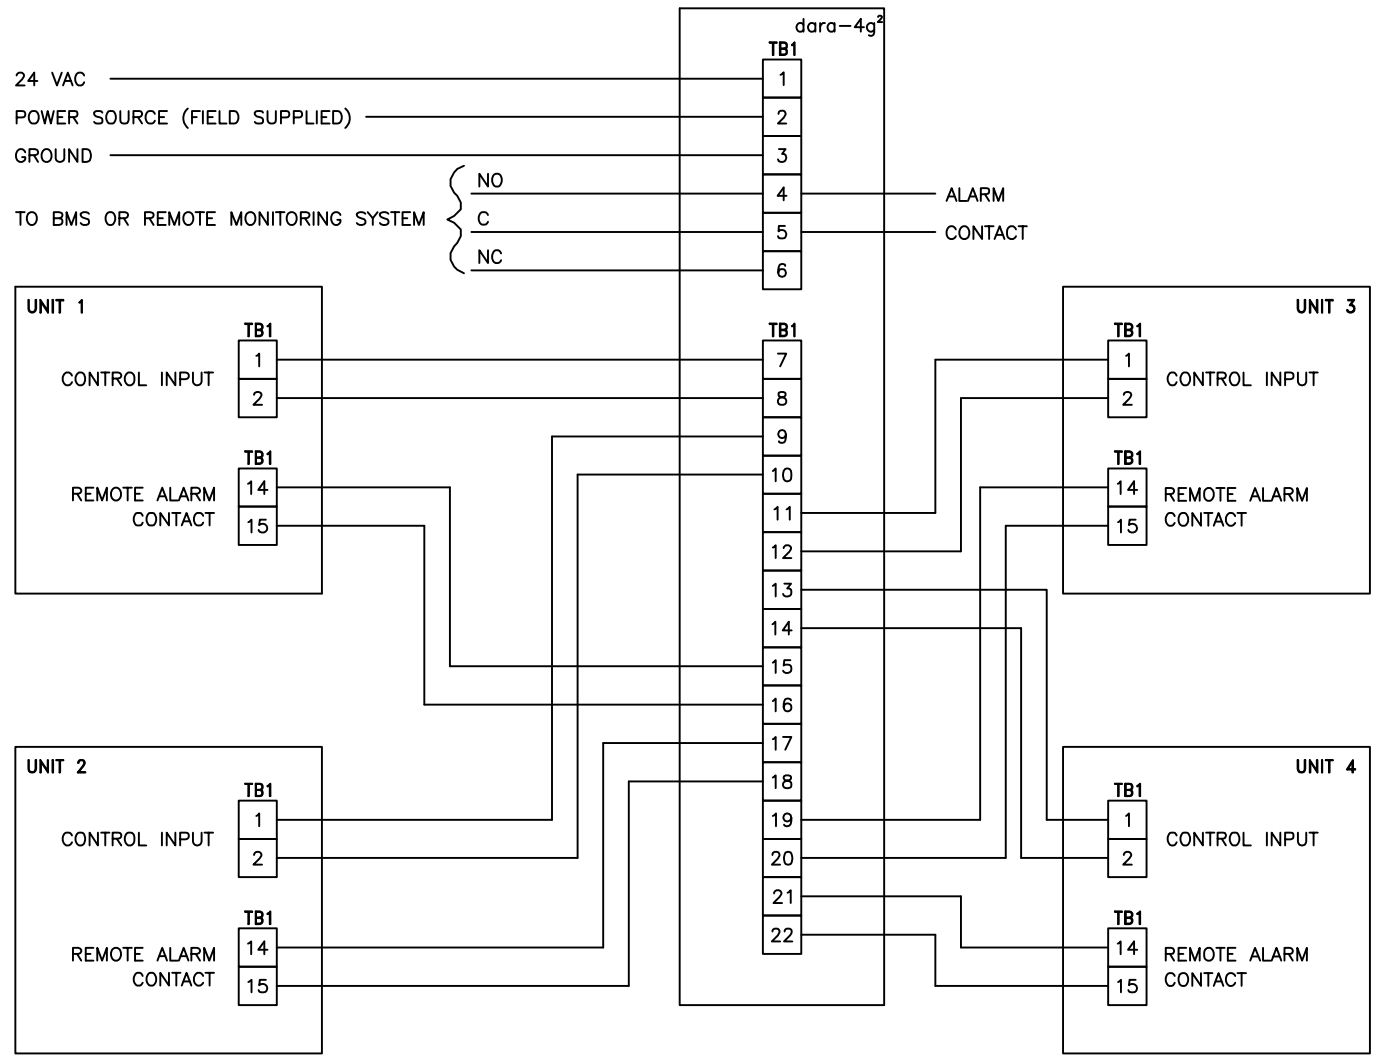 dara-4g²
TB1
24 VAC
1
POWER SOURCE (FIELD SUPPLIED)
2
GROUND
3
NO
4
ALARM
TO BMS OR REMOTE MONITORING SYSTEM
C
5
CONTACT
NC
6
UNIT 1
TB1
1
CONTROL INPUT
2
TB1
REMOTE ALARM
14
CONTACT
15
UNIT 2
TB1
1
CONTROL INPUT
2
TB1
REMOTE ALARM
14
CONTACT
15
TB1
7
8
9
10
11
12
13
14
15
16
17
18
19
20
21
22
UNIT 3
TB1
1
CONTROL INPUT
2
TB1
14
REMOTE ALARM
15
CONTACT
UNIT 4
TB1
1
CONTROL INPUT
2
TB1
14
REMOTE ALARM
15
CONTACT